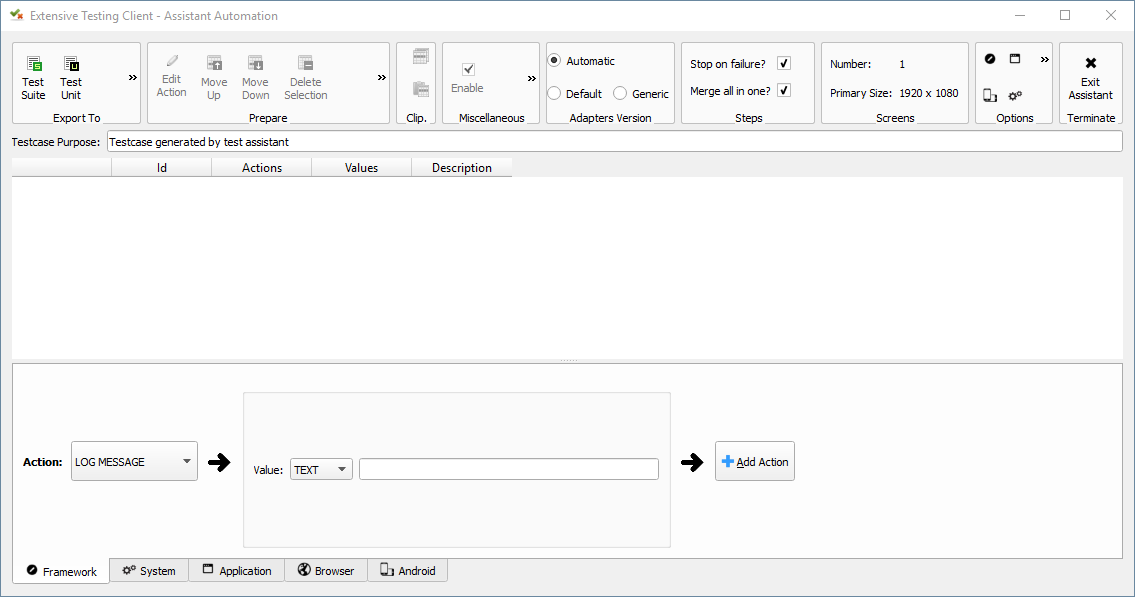 Extensive Testing Client - Assistant Automation
Test Suite
Test Unit
»
Export To
Edit Action
Move Up
Move Down
Delete Selection
»
Prepare
Clip.
Enable
»
Miscellaneous
Automatic
Default
Generic
Adapters Version
Stop on failure?
Merge all in one?
Steps
Number: 1
Primary Size: 1920 x 1080
Screens
»
Options
Exit Assistant
Terminate
Testcase Purpose: Testcase generated by test assistant
Id Actions Values Description
Action: LOG MESSAGE
Value: TEXT
Add Action
Framework System Application Browser Android